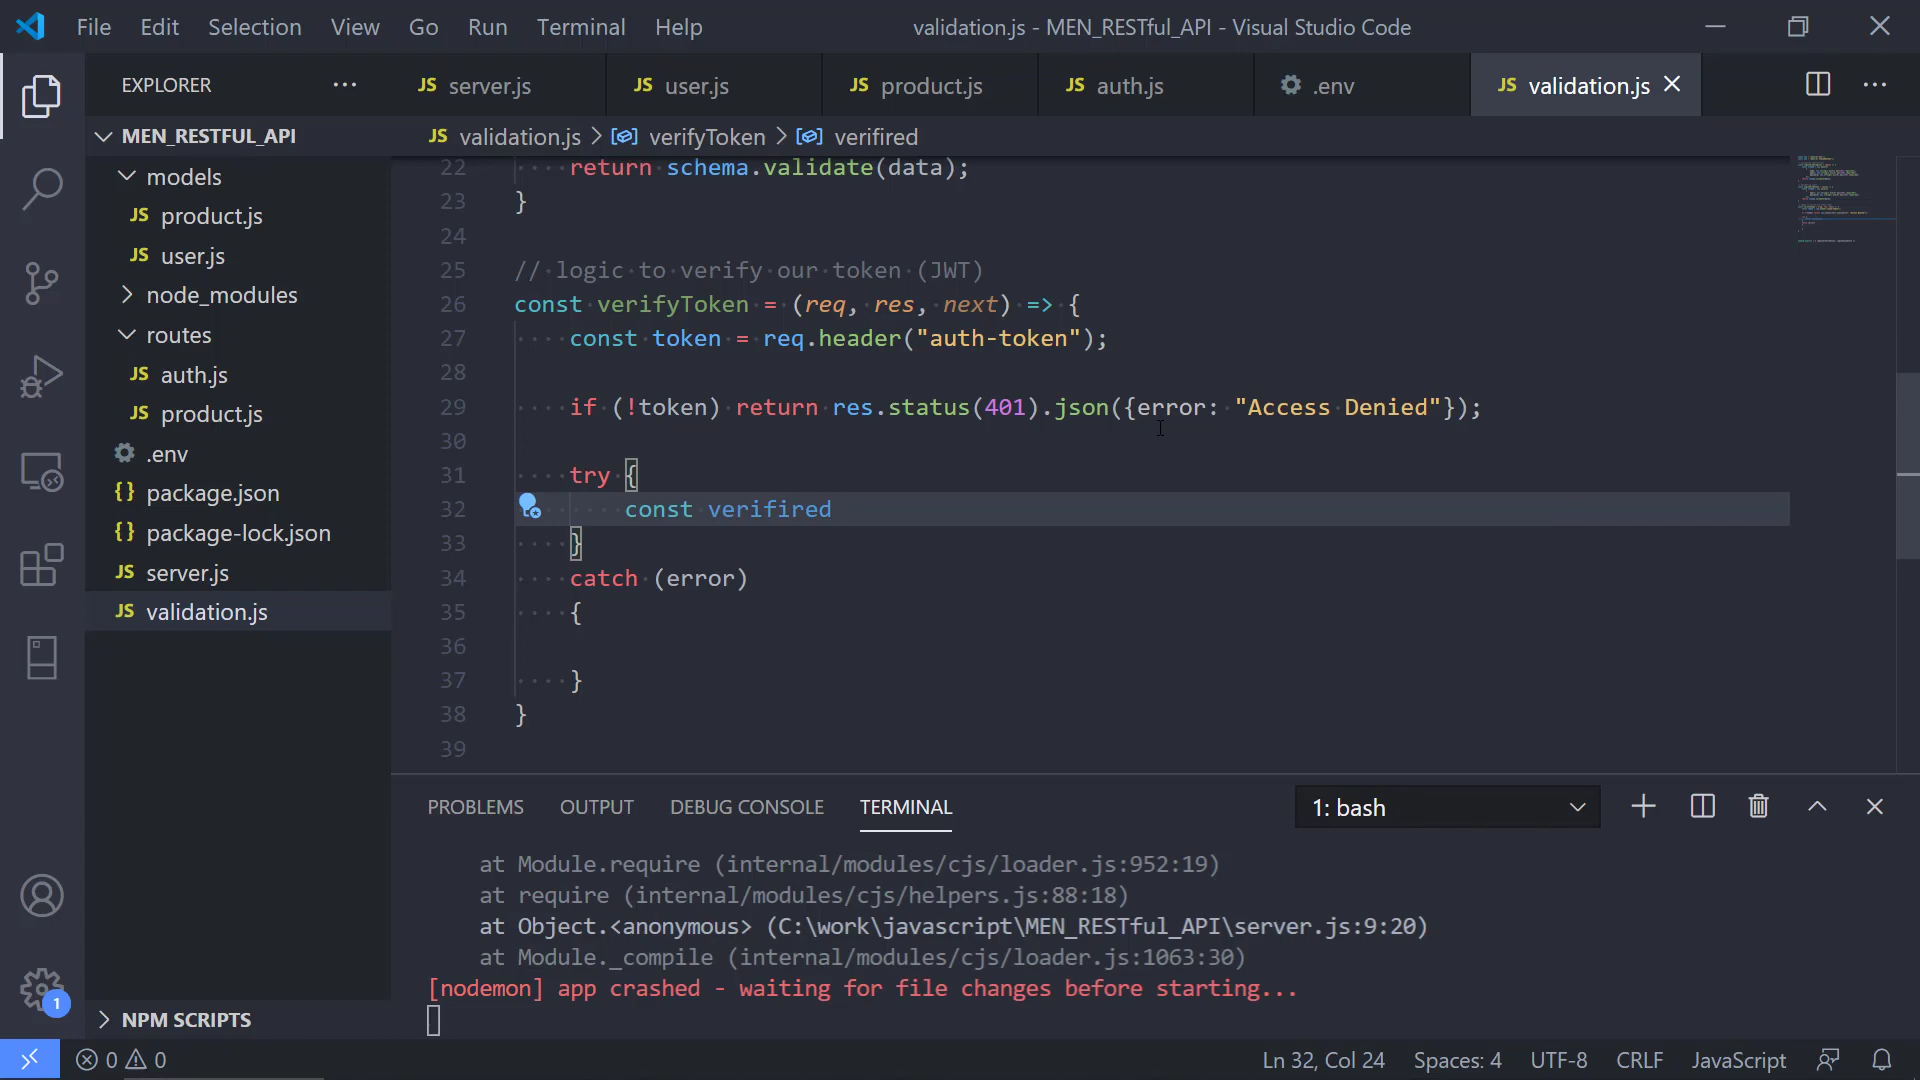 File Edit Selection View Go Run Terminal Help
validation.js - MEN_RESTful_API - Visual Studio Code
EXPLORER ···
JS server.js
JS user.js
JS product.js
JS auth.js
.env
JS validation.js
MEN_RESTFUL_API
JS validation.js > verifyToken > verifired
models
JS product.js
JS user.js
node_modules
routes
JS auth.js
JS product.js
.env
{} package.json
{} package-lock.json
JS server.js
JS validation.js
NPM SCRIPTS
22 return schema.validate(data);
23 }
24
25 // logic to verify our token (JWT)
26 const verifyToken = (req, res, next) => {
27 const token = req.header("auth-token");
28
29 if (!token) return res.status(401).json({error: "Access Denied"});
30
31 try {
32 const verifired
33 }
34 catch (error)
35 {
36
37 }
38 }
39
PROBLEMS OUTPUT DEBUG CONSOLE TERMINAL
1: bash
at Module.require (internal/modules/cjs/loader.js:952:19)
at require (internal/modules/cjs/helpers.js:88:18)
at Object.<anonymous> (C:\work\javascript\MEN_RESTful_API\server.js:9:20)
at Module._compile (internal/modules/cjs/loader.js:1063:30)
[nodemon] app crashed - waiting for file changes before starting...
1
0 0
Ln 32, Col 24 Spaces: 4 UTF-8 CRLF JavaScript